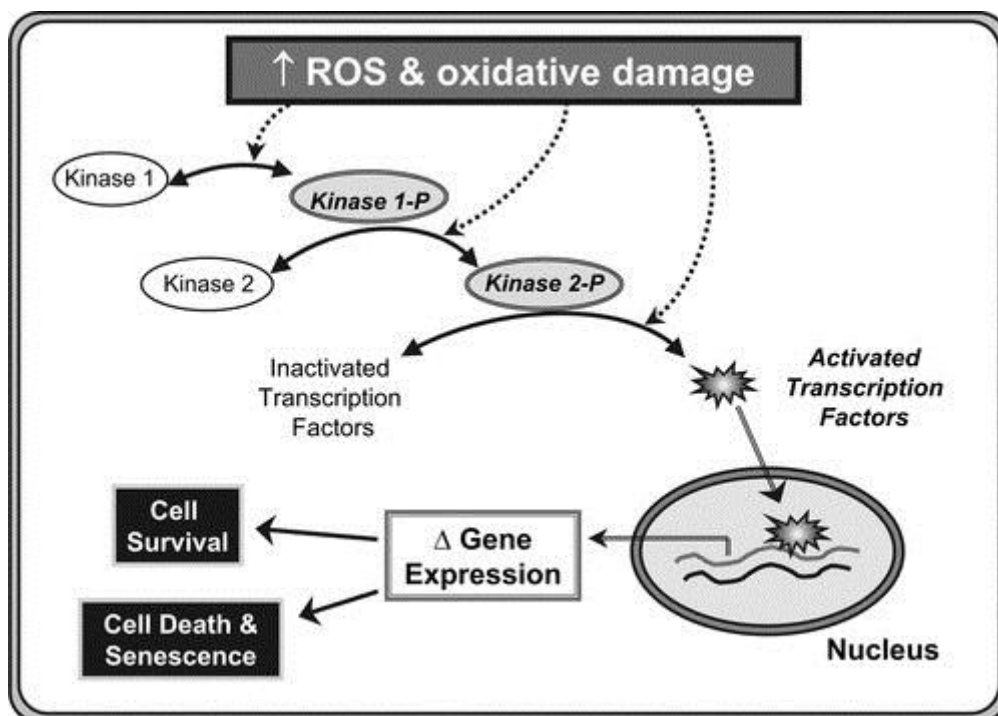 ↑ ROS & oxidative damage
Kinase 1
Kinase 1-P
Kinase 2
Kinase 2-P
Inactivated
Transcription
Factors
Activated
Transcription
Factors
Cell
Survival
Δ Gene
Expression
Cell Death &
Senescence
Nucleus